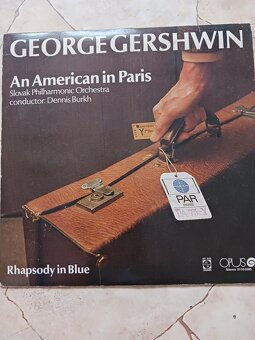 GEORGE GERSHWIN
An American in Paris
Slovak Philharmonic Orchestra
conductor: Dennis Burkh
PAR
Rhapsody in Blue
OPUS